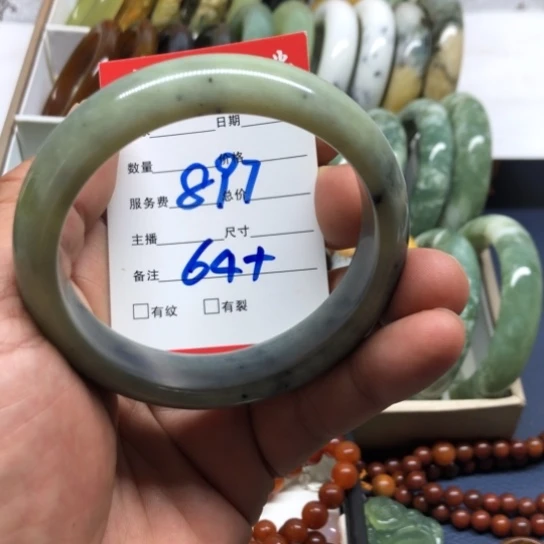 日期
数量 价格
897
服务费 总价
主播 尺寸
64+
备注
□有纹 □有裂